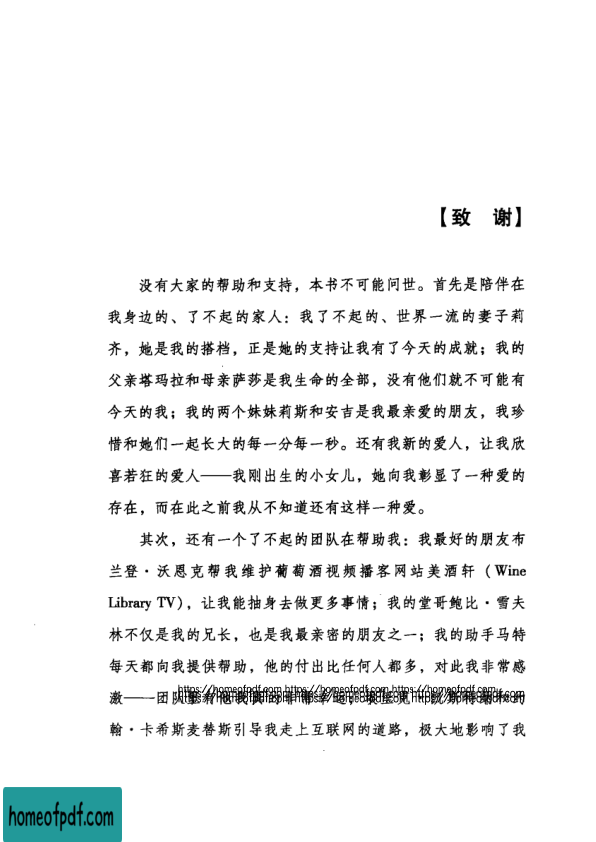 【致 谢】
没有大家的帮助和支持，本书不可能问世。首先是陪伴在
我身边的、了不起的家人：我了不起的、世界一流的妻子莉
齐，她是我的搭档，正是她的支持让我有了今天的成就；我的
父亲塔玛拉和母亲萨莎是我生命的全部，没有他们就不可能有
今天的我；我的两个妹妹莉斯和安吉是我最亲爱的朋友，我珍
惜和她们一起长大的每一分每一秒。还有我新的爱人，让我欣
喜若狂的爱人——我刚出生的小女儿，她向我彰显了一种爱的
存在，而在此之前我从不知道还有这样一种爱。
其次，还有一个了不起的团队在帮助我：我最好的朋友布
兰登·沃恩克帮我维护葡萄酒视频播客网站美酒轩（Wine
Library TV），让我能抽身去做更多事情；我的堂哥鲍比·雪夫
林不仅是我的兄长，也是我最亲密的朋友之一；我的助手马特
每天都向我提供帮助，他的付出比任何人都多，对此我非常感
https://homeofpdf.com https://homeofpdf.com https://homeofpdf.com
激——团队里有他我真的非常幸运；
翰·卡希斯麦替斯引导我走上互联网的道路，极大地影响了我
homeofpdf.com